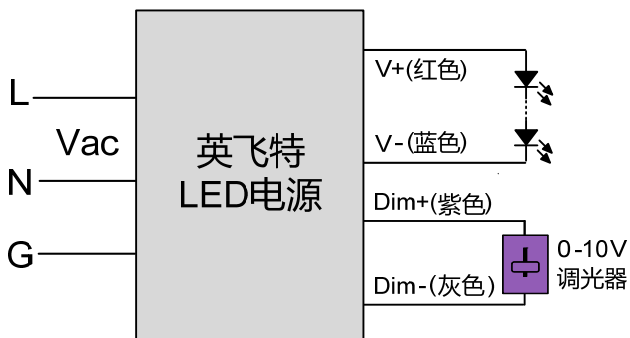 L
Vac
N
G
英飞特
LED电源
V+(红色)
V-(蓝色)
Dim+(紫色)
Dim-(灰色)
0-10V
调光器